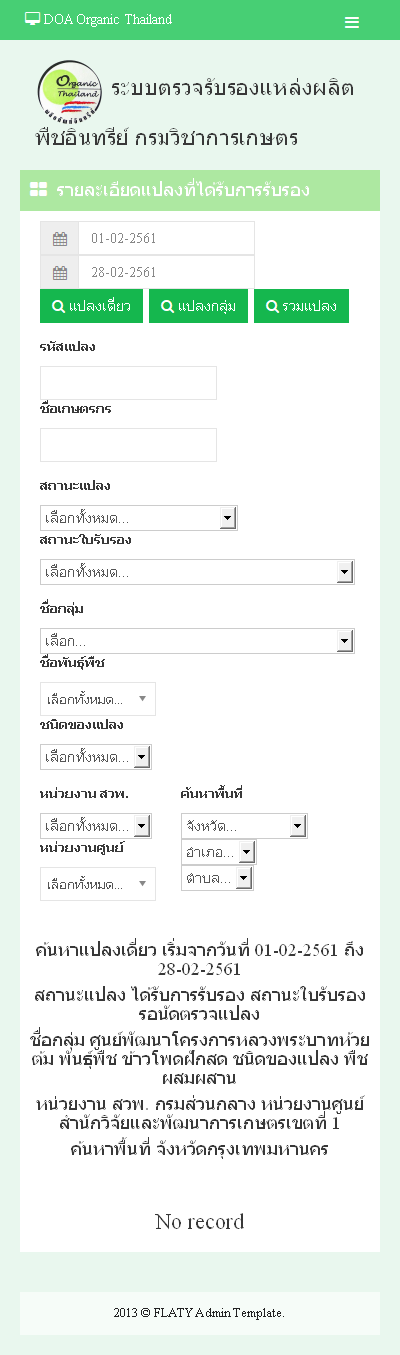 DOA Organic Thailand
Organic
Thailand
ระบบตรวจรับรองแหล่งผลิต
พืชอินทรีย์ กรมวิชาการเกษตร
รายละเอียดแปลงที่ได้รับการรับรอง
01-02-2561
28-02-2561
แปลงเดี่ยว แปลงกลุ่ม รวมแปลง
รหัสแปลง
ชื่อเกษตรกร
สถานะแปลง
เลือกทั้งหมด...
สถานะใบรับรอง
เลือกทั้งหมด...
ชื่อกลุ่ม
เลือก...
ชื่อพันธุ์พืช
เลือกทั้งหมด...
ชนิดของแปลง
เลือกทั้งหมด...
หน่วยงาน สวพ. ค้นหาพื้นที่
เลือกทั้งหมด... จังหวัด...
หน่วยงานศูนย์ อำเภอ...
เลือกทั้งหมด... ตำบล...
ค้นหาแปลงเดี่ยว เริ่มจากวันที่ 01-02-2561 ถึง
28-02-2561
สถานะแปลง ได้รับการรับรอง สถานะใบรับรอง
รอนัดตรวจแปลง
ชื่อกลุ่ม ศูนย์พัฒนาโครงการหลวงพระบาทห้วย
ต้ม พันธุ์พืช ข้าวโพดฝักสด ชนิดของแปลง พืช
ผสมผสาน
หน่วยงาน สวพ. กรมส่วนกลาง หน่วยงานศูนย์
สำนักวิจัยและพัฒนาการเกษตรเขตที่ 1
ค้นหาพื้นที่ จังหวัดกรุงเทพมหานคร
No record
2013 © FLATY Admin Template.